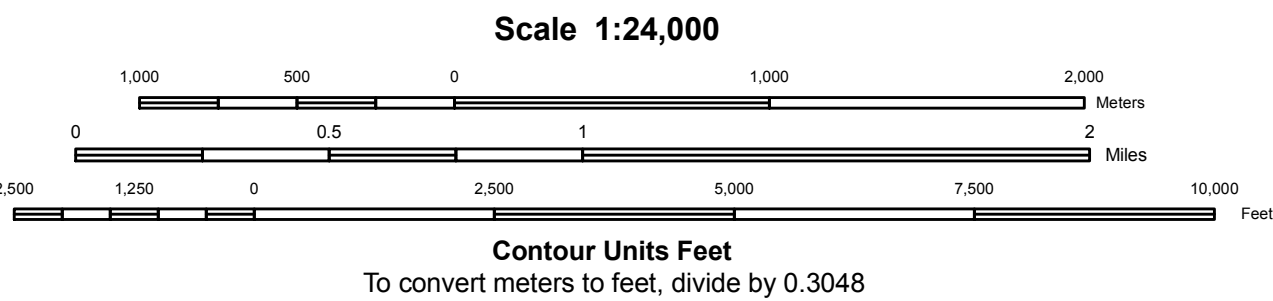 Scale 1:24,000
1,000 500 0 1,000 2,000
Meters
0 0.5 1 2
Miles
2,500 1,250 0 2,500 5,000 7,500 10,000
Feet
Contour Units Feet
To convert meters to feet, divide by 0.3048